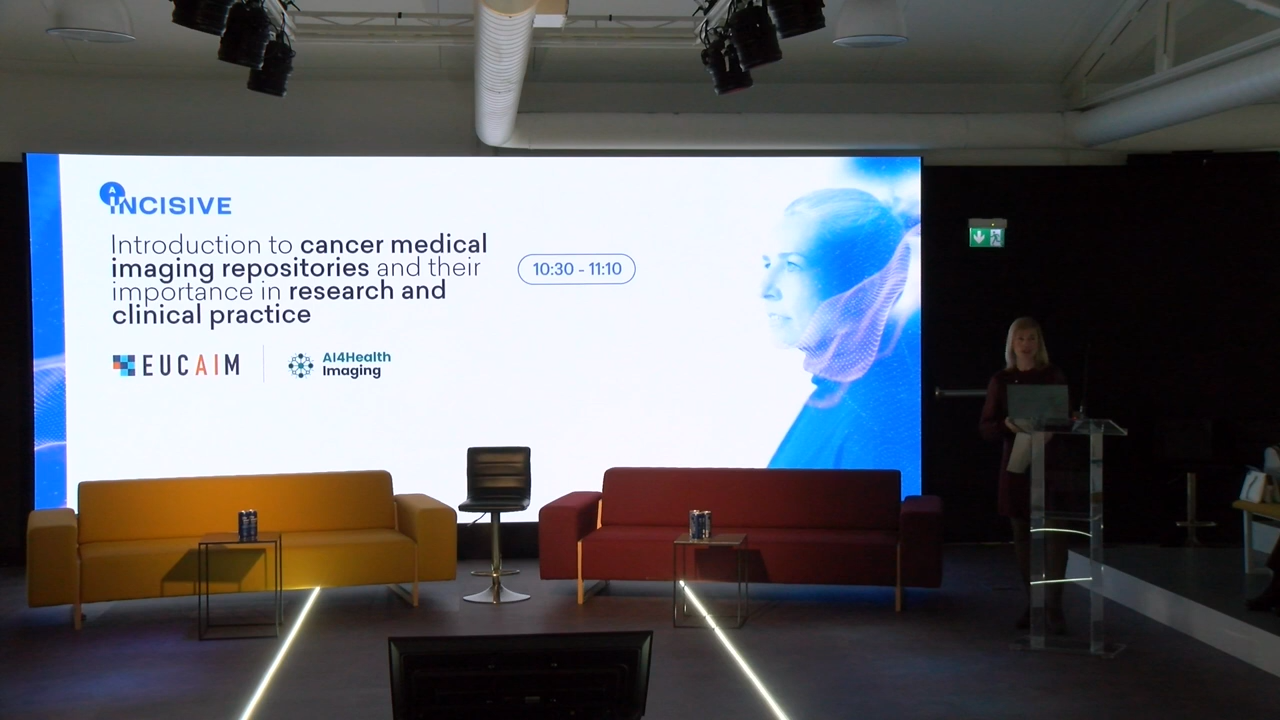 AI
INCISIVE
Introduction to cancer medical
imaging repositories and their
importance in research and
clinical practice
10:30 - 11:10
EUCAIM
AI4Health
Imaging